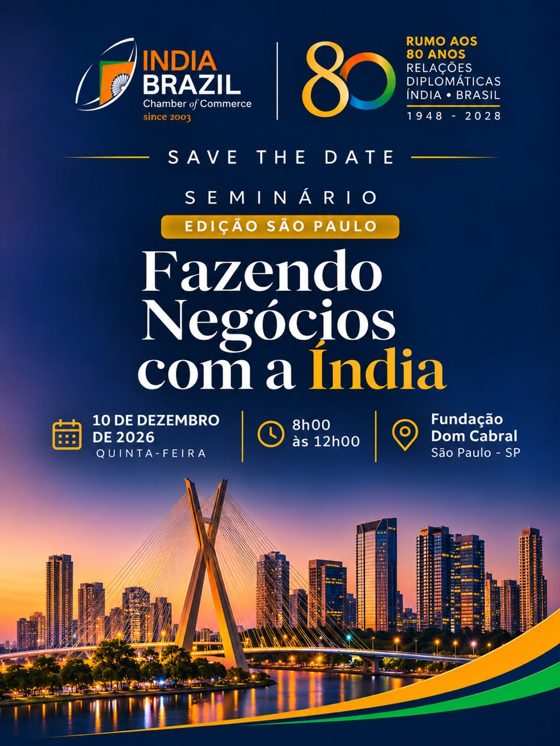 INDIA
BRAZIL
Chamber of Commerce
since 2003
80
RUMO AOS
80 ANOS
RELAÇÕES
DIPLOMÁTICAS
ÍNDIA • BRASIL
1948 - 2028
SAVE THE DATE
SEMINÁRIO
EDIÇÃO SÃO PAULO
Fazendo
Negócios
com a Índia
10 DE DEZEMBRO
DE 2026
QUINTA-FEIRA
8h00
às 12h00
Fundação
Dom Cabral
São Paulo - SP